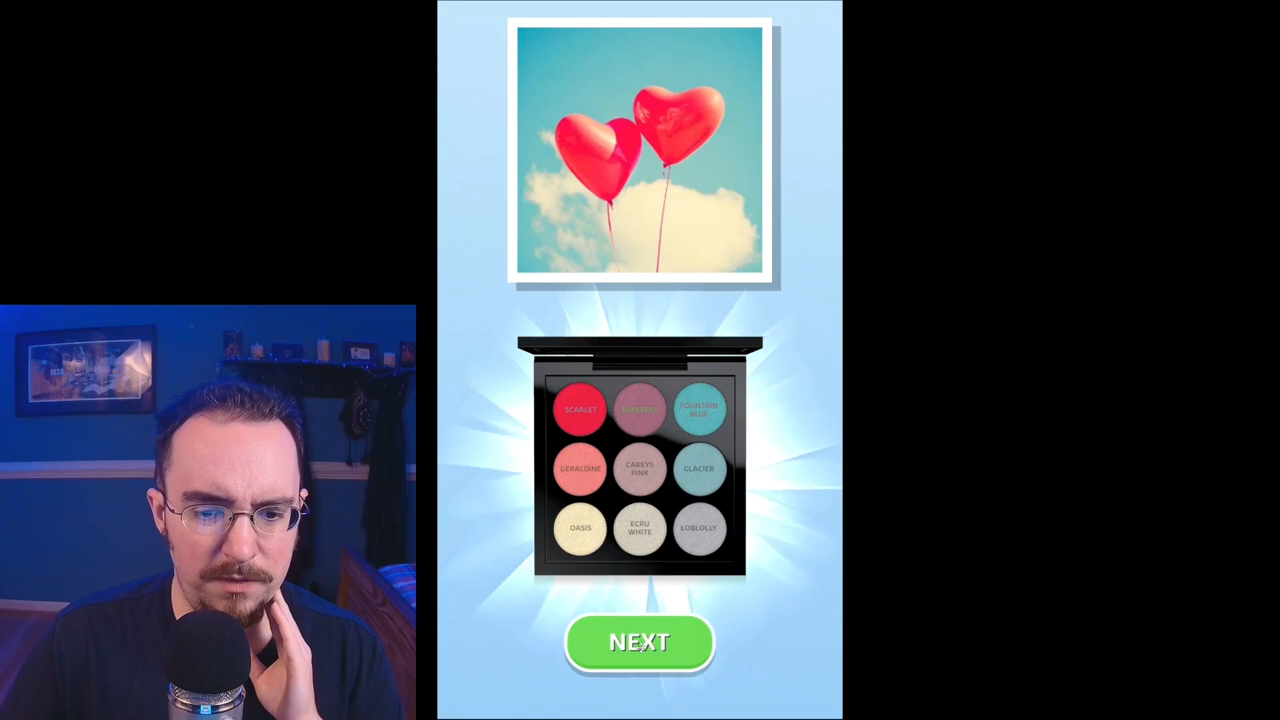 SCARLET
TAPESTRY
FOUNTAIN
BLUE
GERALDINE
CAREYS
PINK
GLACIER
OASIS
ECRU
WHITE
LOBLOLLY
NEXT